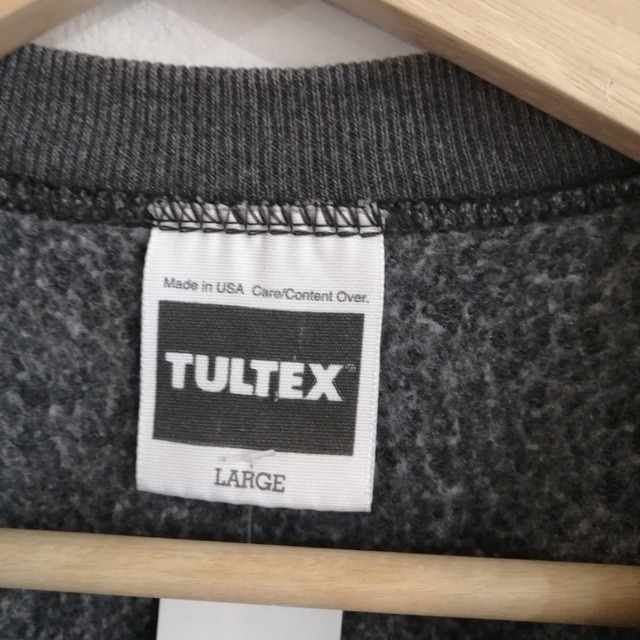 Made in USA Care/Content Over.
TULTEX
LARGE